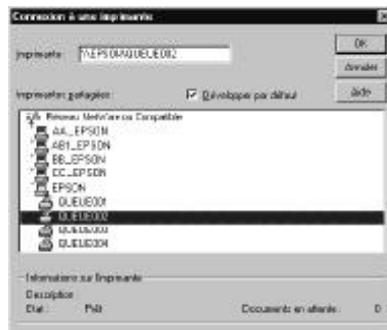 Connexion à une imprimante
Imprimante : \\EPSON\QUEUE002
OK
Annuler
Imprimantes partagées :
Développer par défaut
Aide
Réseau NetWare ou Compatible
AA_EPSON
AB1_EPSON
BB_EPSON
CC_EPSON
EPSON
QUEUE001
QUEUE002
QUEUE003
QUEUE004
Informations sur l'imprimante
Description
Etat : Prêt
Documents en attente : 0